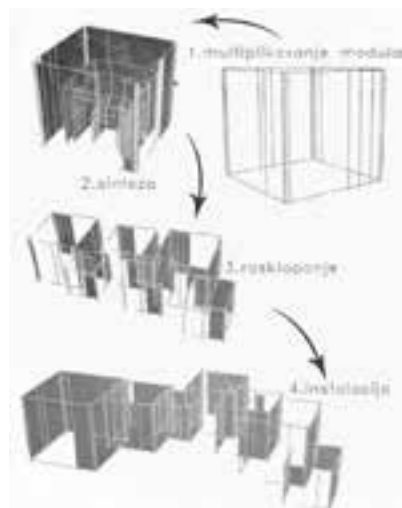 1. multiplikovanje modula
2.sinteza
3.rasklapanje
4.instalacija